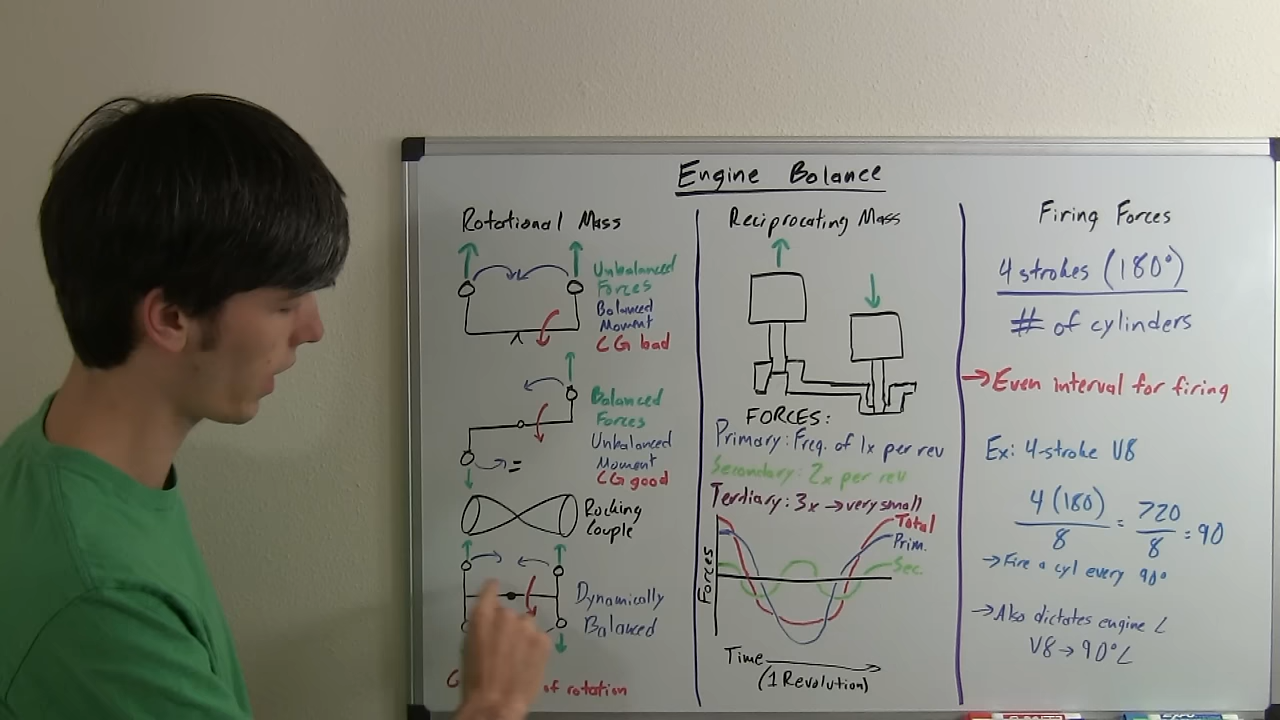 Engine Balance
Rotational Mass
Unbalanced
Forces
Balanced
Moment
CG bad
Balanced
Forces
Unbalanced
Moment
CG good
=
Rocking
Couple
Dynamically
Balanced
of rotation
Reciprocating Mass
FORCES:
Primary: Freq. of 1x per rev
Secondary: 2x per rev
Tertiary: 3x → very small
Total
Prim.
Sec.
Forces
Time
(1 Revolution)
Firing Forces
4 strokes (180°)
# of cylinders
→ Even interval for firing
Ex: 4-stroke V8
4(180) / 8 = 720 / 8 = 90
→ Fire a cyl every 90°
→ Also dictates engine ∠
V8 → 90°∠